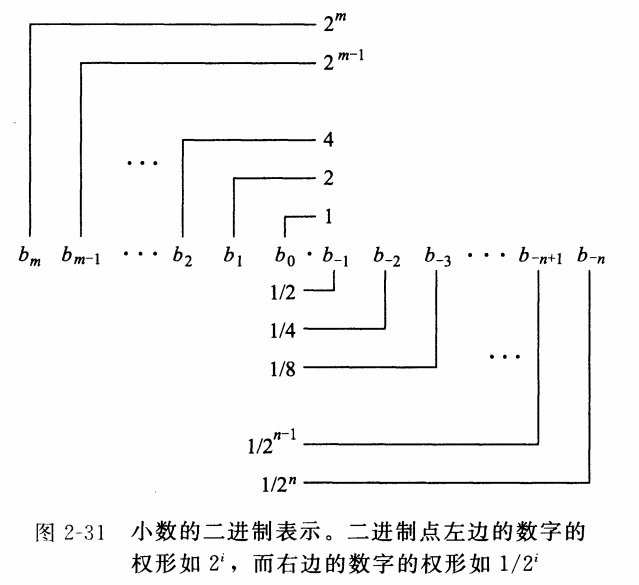 2^m
2^{m-1}
4
···
2
1
b_m b_{m-1} ··· b_2 b_1 b_0 · b_{-1} b_{-2} b_{-3} ··· b_{-n+1} b_{-n}
1/2
1/4
1/8
···
1/2^{n-1}
1/2^n
图 2-31 小数的二进制表示。二进制点左边的数字的
权形如 2^i，而右边的数字的权形如 1/2^i